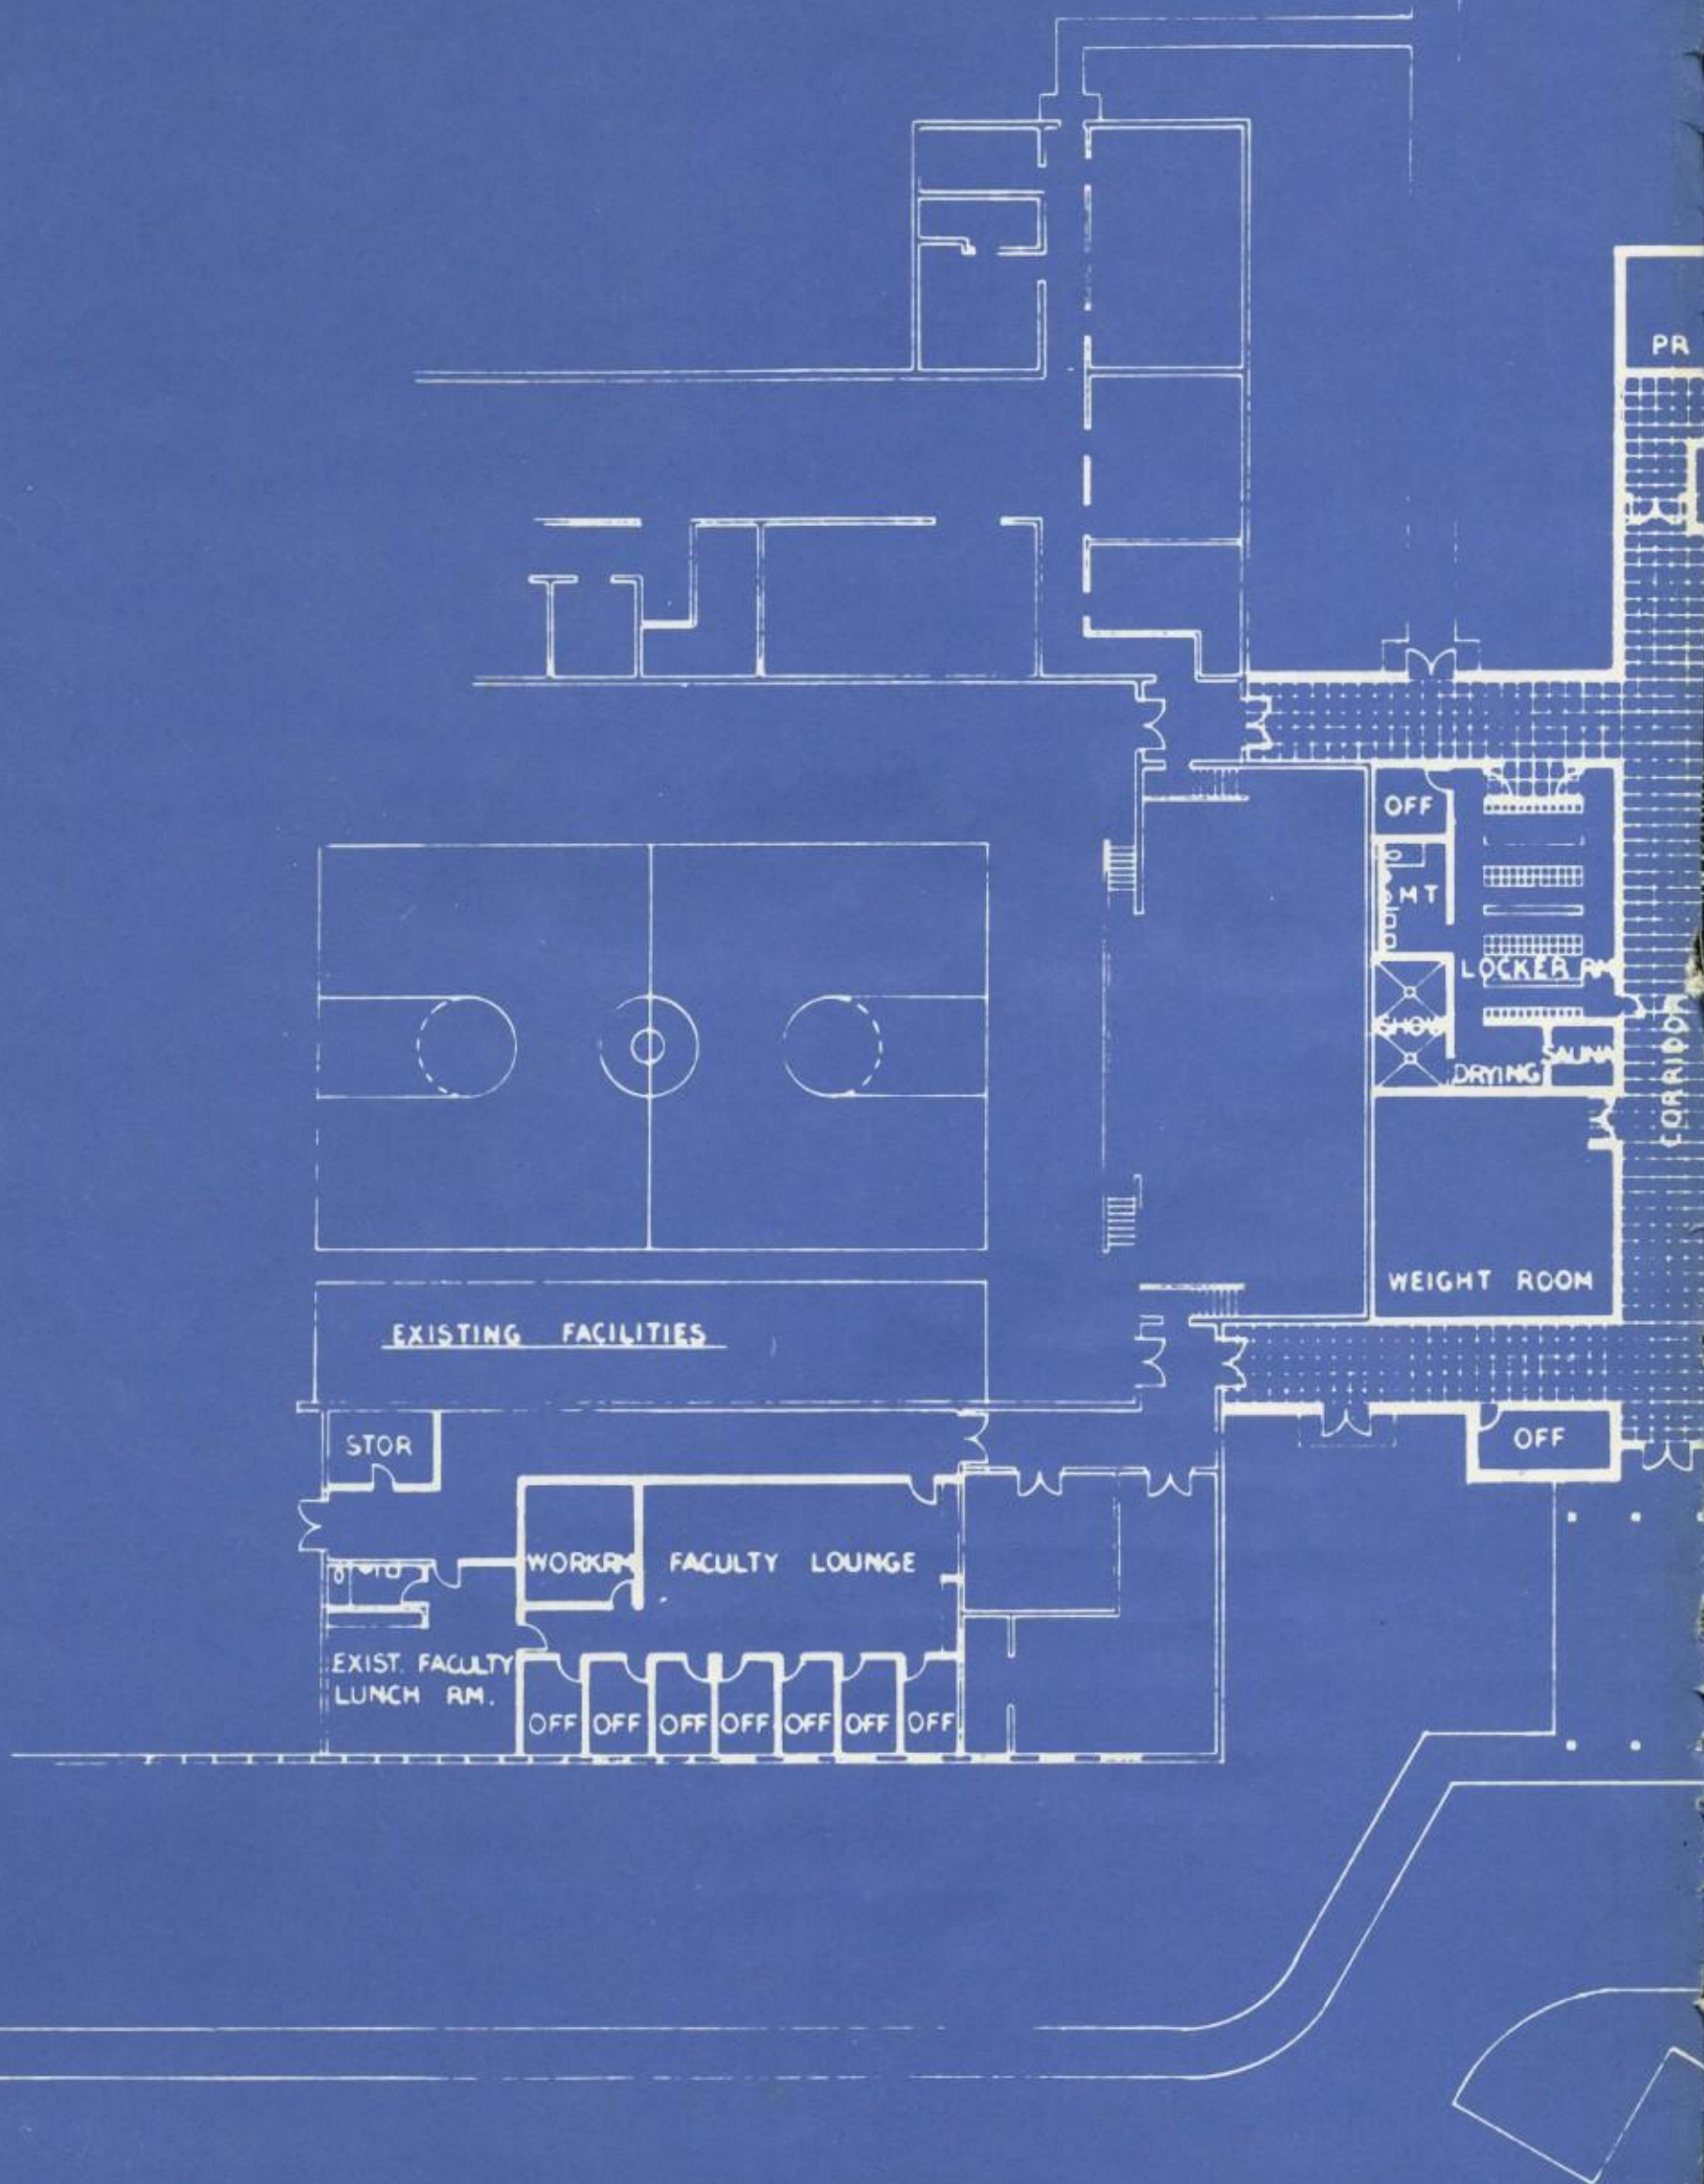 PR
OFF
MT
LOCKER RM
SHOW
SAUNA
DRYING
CORRIDOR
WEIGHT ROOM
EXISTING FACILITIES
STOR
OFF
WORKRM
FACULTY LOUNGE
EXIST. FACULTY
LUNCH RM.
OFF OFF OFF OFF OFF OFF OFF